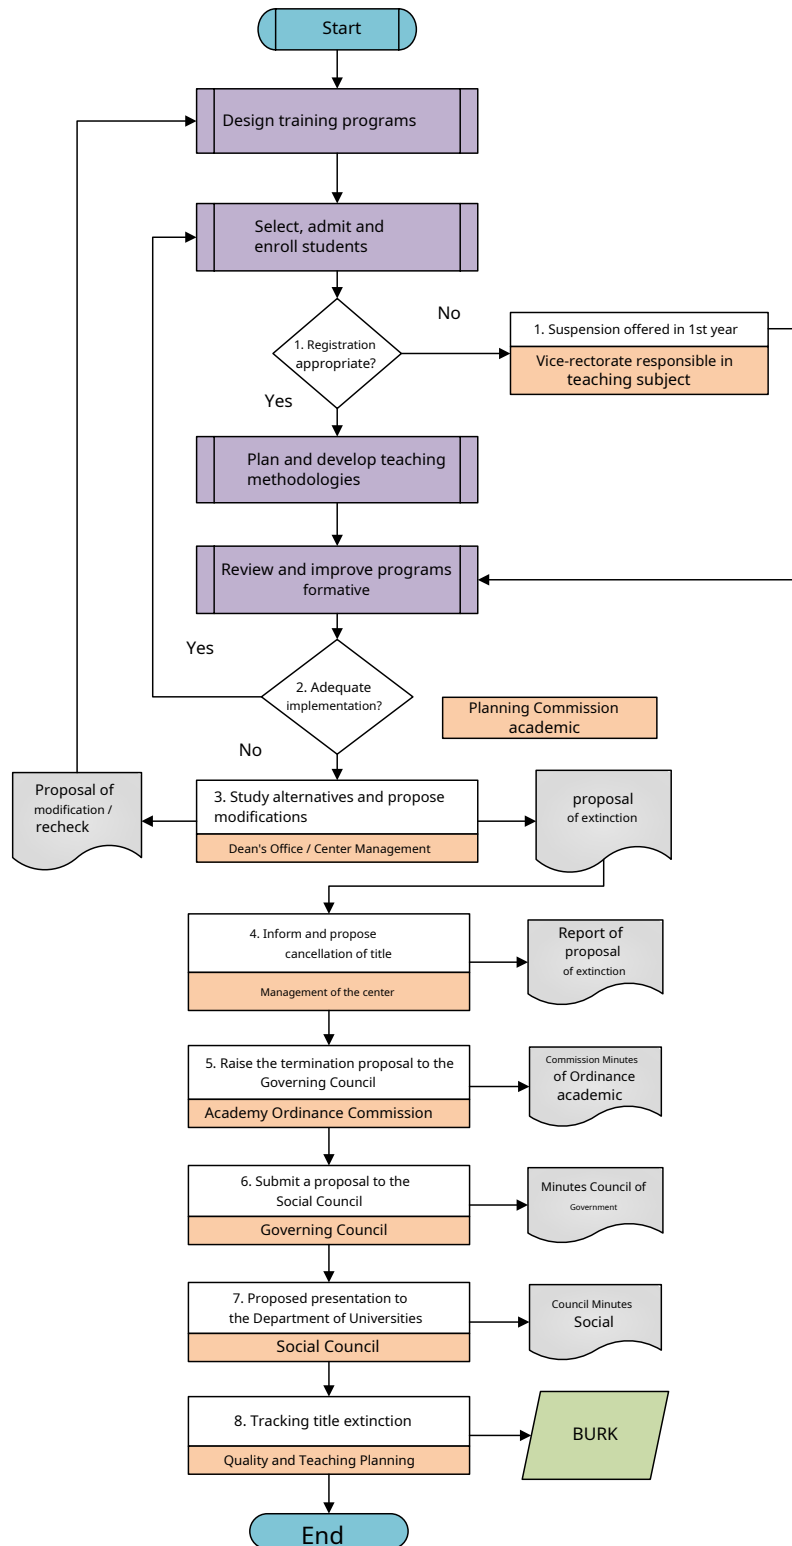 Start
Design training programs
Select, admit and
enroll students
No
1. Registration
appropriate?
1. Suspension offered in 1st year
Vice-rectorate responsible in
teaching subject
Yes
Plan and develop teaching
methodologies
Review and improve programs
formative
Yes
2. Adequate
implementation?
Planning Commission
academic
No
Proposal of
modification /
recheck
3. Study alternatives and propose
modifications
Dean's Office / Center Management
proposal
of extinction
4. Inform and propose
cancellation of title
Management of the center
Report of
proposal
of extinction
5. Raise the termination proposal to the
Governing Council
Academy Ordinance Commission
Commission Minutes
of Ordinance
academic
6. Submit a proposal to the
Social Council
Governing Council
Minutes Council of
Government
7. Proposed presentation to
the Department of Universities
Social Council
Council Minutes
Social
8. Tracking title extinction
Quality and Teaching Planning
BURK
End